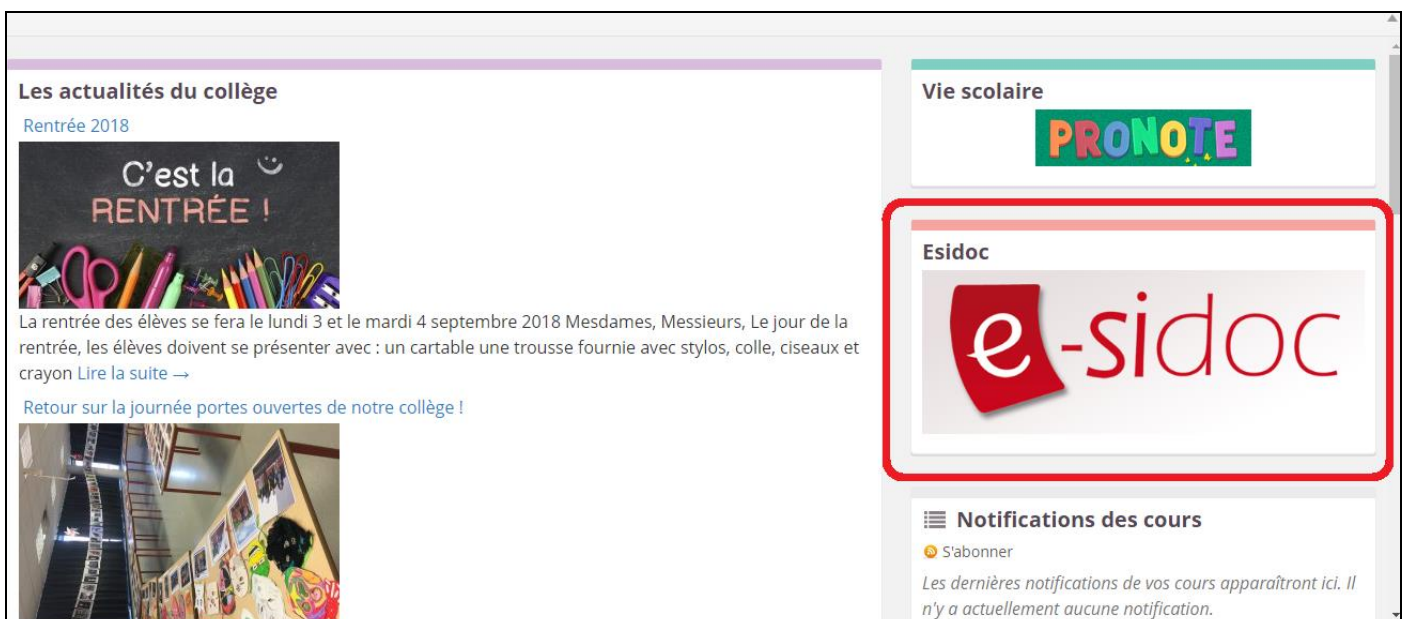 Les actualités du collège
Rentrée 2018
C'est la
RENTRÉE !
La rentrée des élèves se fera le lundi 3 et le mardi 4 septembre 2018 Mesdames, Messieurs, Le jour de la
rentrée, les élèves doivent se présenter avec : un cartable une trousse fournie avec stylos, colle, ciseaux et
crayon Lire la suite →
Retour sur la journée portes ouvertes de notre collège !
Vie scolaire
PRONOTE
Esidoc
e-sidoc
Notifications des cours
S'abonner
Les dernières notifications de vos cours apparaîtront ici. Il
n'y a actuellement aucune notification.